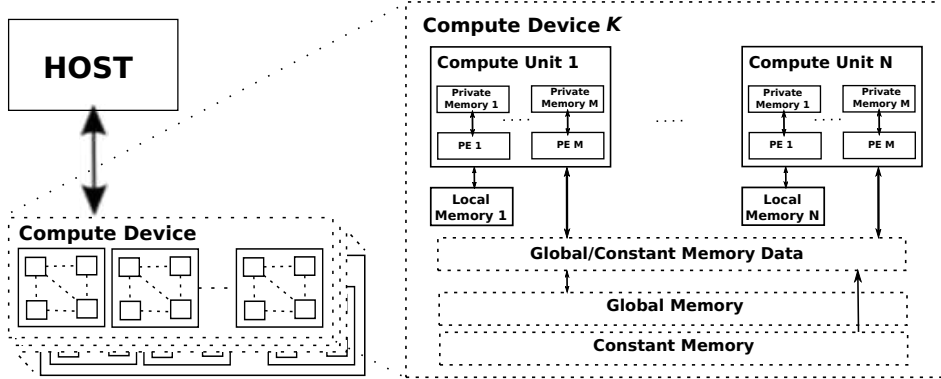 HOST
Compute Device
Compute Device K
Compute Unit 1
Private
Memory 1
Private
Memory M
PE 1
PE M
Local
Memory 1
Compute Unit N
Private
Memory 1
Private
Memory M
PE 1
PE M
Local
Memory N
Global/Constant Memory Data
Global Memory
Constant Memory